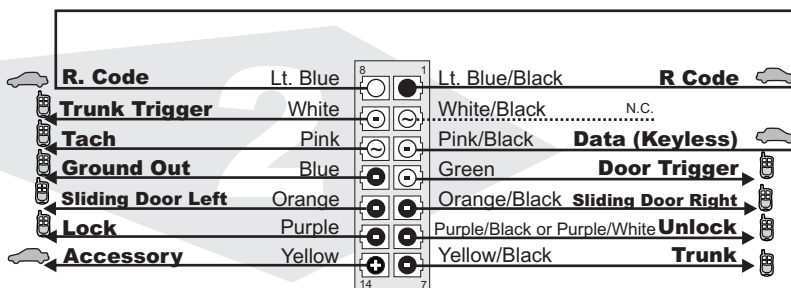 2
8 1
R. Code Lt. Blue Lt. Blue/Black R Code
Trunk Trigger White White/Black N.C.
Tach Pink Pink/Black Data (Keyless)
Ground Out Blue Green Door Trigger
Sliding Door Left Orange Orange/Black Sliding Door Right
Lock Purple Purple/Black or Purple/White Unlock
Accessory Yellow Yellow/Black Trunk
14 7